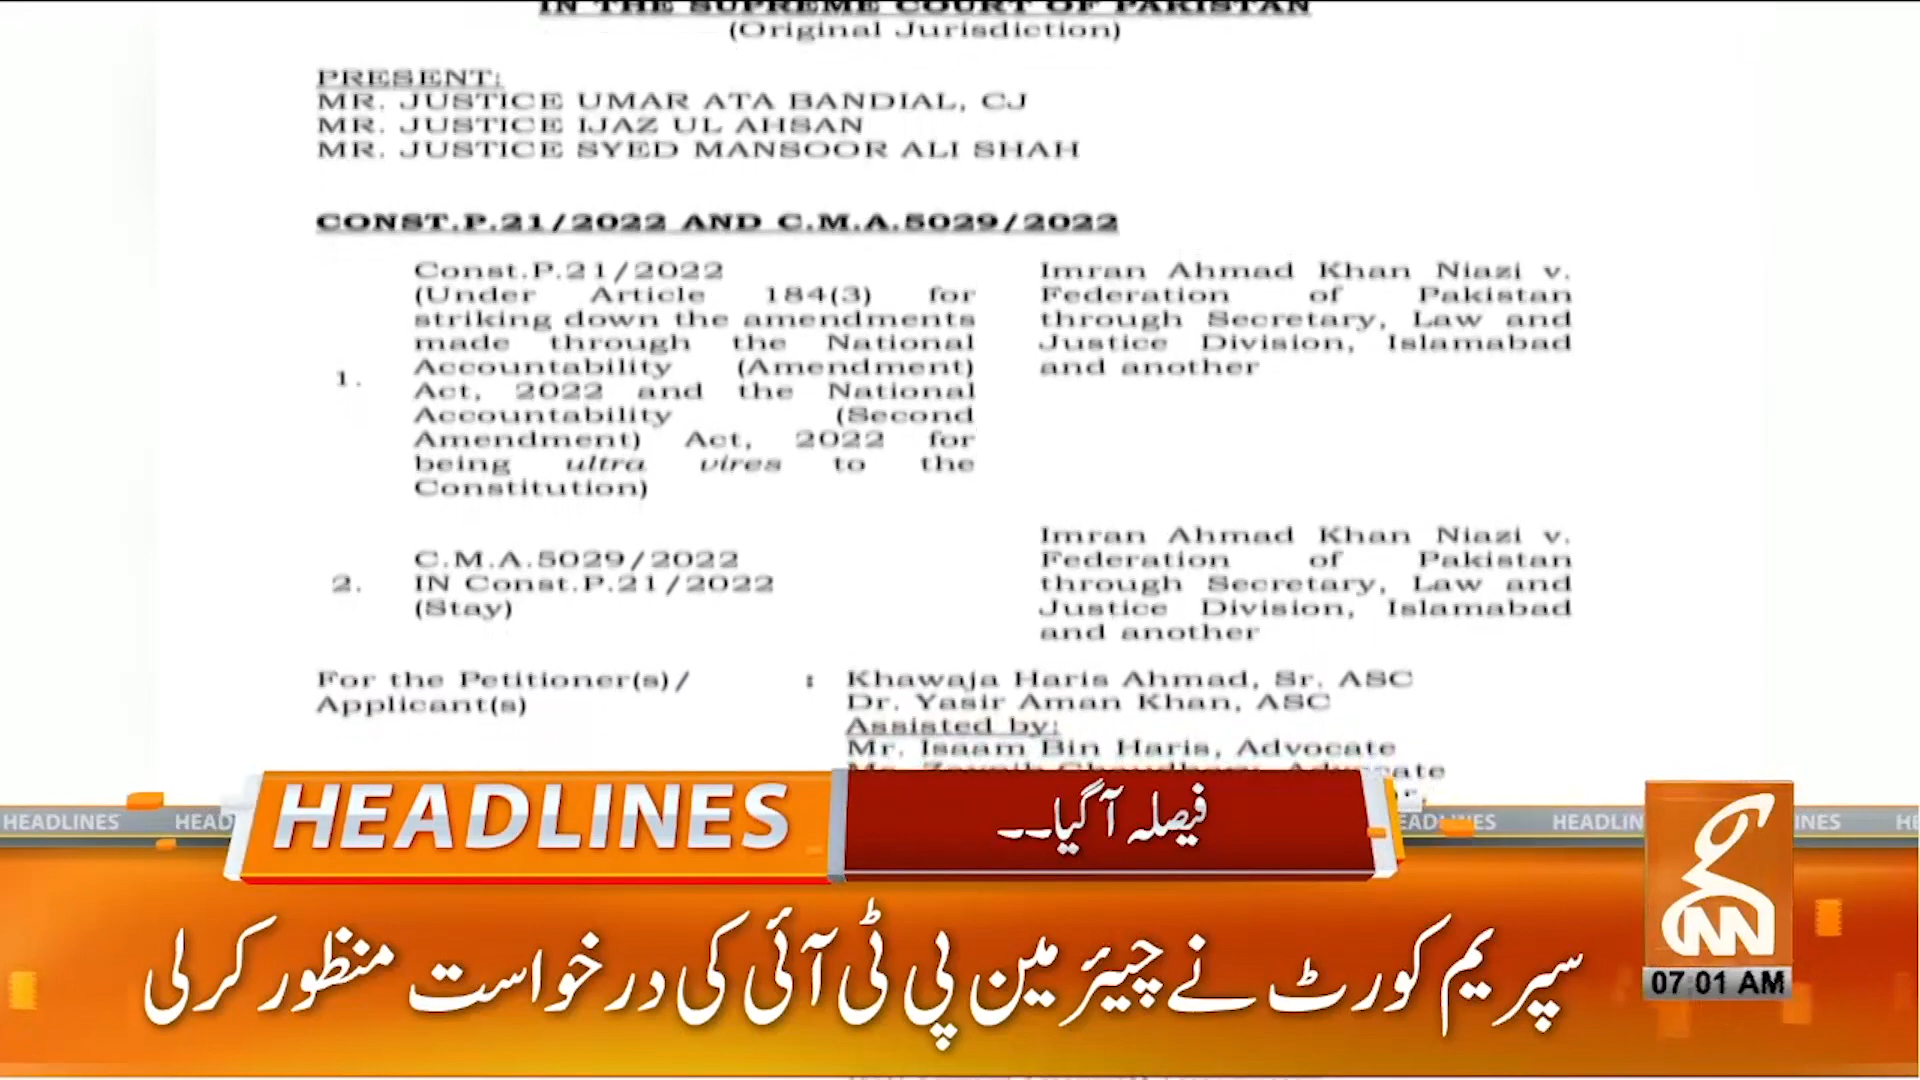 IN THE SUPREME COURT OF PAKISTAN
(Original Jurisdiction)
PRESENT:
MR. JUSTICE UMAR ATA BANDIAL, CJ
MR. JUSTICE IJAZ UL AHSAN
MR. JUSTICE SYED MANSOOR ALI SHAH
CONST.P.21/2022 AND C.M.A.5029/2022
1.
Const.P.21/2022
(Under Article 184(3) for
striking down the amendments
made through the National
Accountability (Amendment)
Act, 2022 and the National
Accountability (Second
Amendment) Act, 2022 for
being ultra vires to the
Constitution)
Imran Ahmad Khan Niazi v.
Federation of Pakistan
through Secretary, Law and
Justice Division, Islamabad
and another
2.
C.M.A.5029/2022
IN Const.P.21/2022
(Stay)
Imran Ahmad Khan Niazi v.
Federation of Pakistan
through Secretary, Law and
Justice Division, Islamabad
and another
For the Petitioner(s)/
Applicant(s)
:
Khawaja Haris Ahmad, Sr. ASC
Dr. Yasir Aman Khan, ASC
Assisted by:
Mr. Isaam Bin Haris, Advocate
HEADLINES
فیصلہ آگیا۔۔
HEADLINES
سپریم کورٹ نے چیئرمین پی ٹی آئی کی درخواست منظور کرلی
GNN
07:01 AM